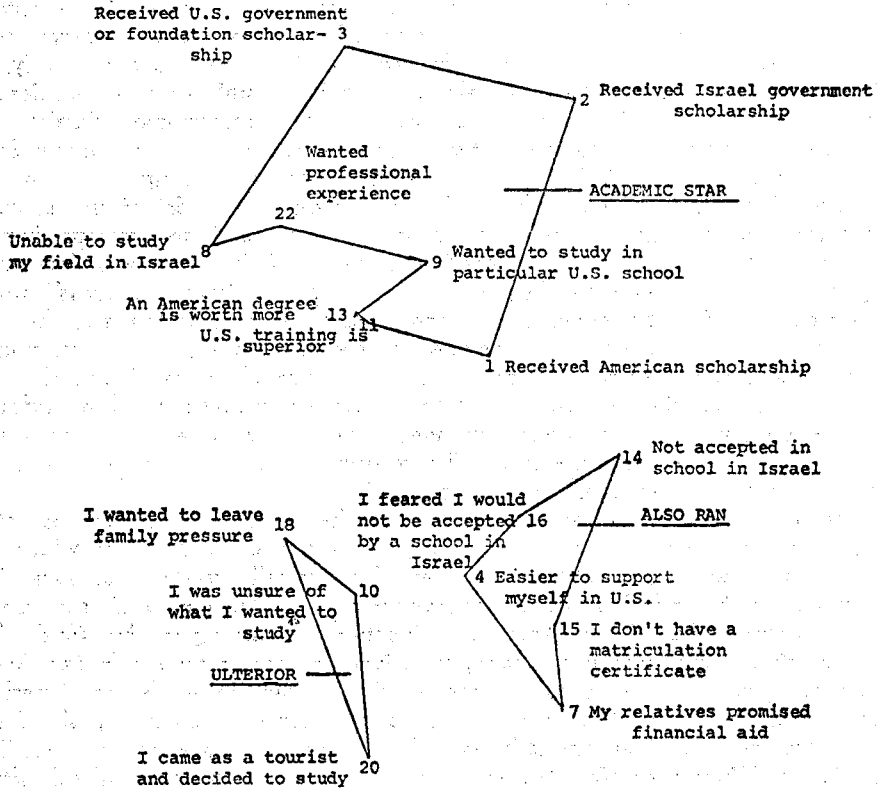 Received U.S. government
or foundation scholar- 3
ship
2 Received Israel government
scholarship
Wanted
professional
experience
22
ACADEMIC STAR
Unable to study
my field in Israel 8
9 Wanted to study in
particular U.S. school
An American degree
is worth more 13
11
U.S. training is
superior
1 Received American scholarship
14 Not accepted in
school in Israel
I feared I would
not be accepted 16
by a school in
Israel
ALSO RAN
I wanted to leave 18
family pressure
4 Easier to support
myself in U.S.
I was unsure of 10
what I wanted to
study
15 I don't have a
matriculation
certificate
ULTERIOR
7 My relatives promised
financial aid
I came as a tourist
and decided to study 20